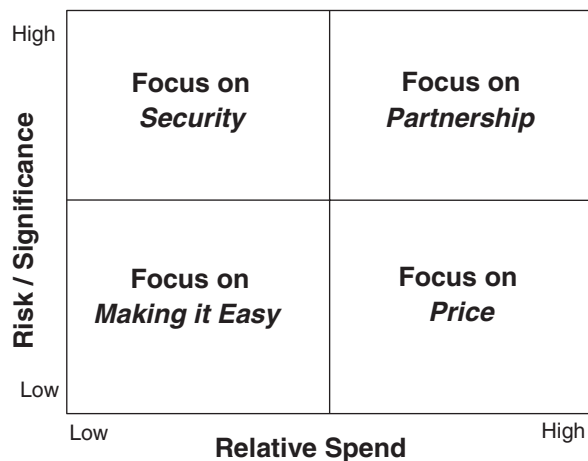 High
Focus on
Security
Focus on
Partnership
Risk / Significance
Focus on
Making it Easy
Focus on
Price
Low
Low
High
Relative Spend